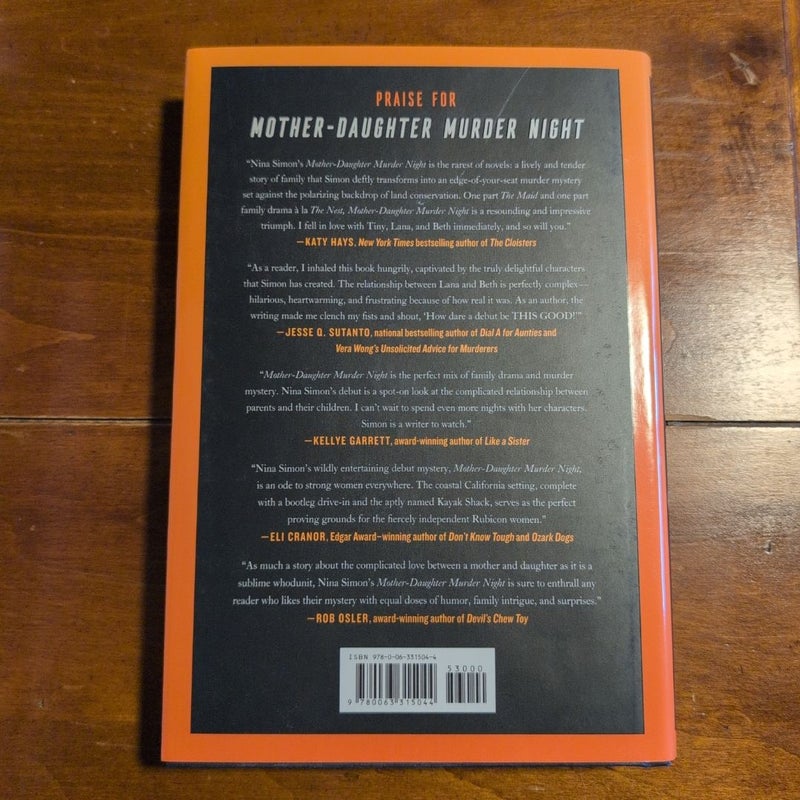 PRAISE FOR
MOTHER-DAUGHTER MURDER NIGHT
“Nina Simon’s Mother-Daughter Murder Night is the rarest of novels: a lively and tender
story of family that Simon deftly transforms into an edge-of-your-seat murder mystery
set against the polarizing backdrop of land conservation. One part The Maid and one part
family drama à la The Nest, Mother-Daughter Murder Night is a resounding and impressive
triumph. I fell in love with Tiny, Lana, and Beth immediately, and so will you.”
—KATY HAYS, New York Times bestselling author of The Cloisters
“As a reader, I inhaled this book hungrily, captivated by the truly delightful characters
that Simon has created. The relationship between Lana and Beth is perfectly complex—
hilarious, heartwarming, and frustrating because of how real it was. As an author, the
writing made me clench my fists and shout, ‘How dare a debut be THIS GOOD!’”
—JESSE Q. SUTANTO, national bestselling author of Dial A for Aunties and
Vera Wong’s Unsolicited Advice for Murderers
“Mother-Daughter Murder Night is the perfect mix of family drama and murder
mystery. Nina Simon’s debut is a spot-on look at the complicated relationship between
parents and their children. I can’t wait to spend even more nights with her characters.
Simon is a writer to watch.”
—KELLYE GARRETT, award-winning author of Like a Sister
“Nina Simon’s wildly entertaining debut mystery, Mother-Daughter Murder Night,
is an ode to strong women everywhere. The coastal California setting, complete
with a bootleg drive-in and the aptly named Kayak Shack, serves as the perfect
proving grounds for the fiercely independent Rubicon women.”
—ELI CRANOR, Edgar Award–winning author of Don’t Know Tough and Ozark Dogs
“As much a story about the complicated love between a mother and daughter as it is a
sublime whodunit, Nina Simon’s Mother-Daughter Murder Night is sure to enthrall any
reader who likes their mystery with equal doses of humor, family intrigue, and surprises.”
—ROB OSLER, award-winning author of Devil’s Chew Toy
ISBN 978-0-06-331504-4
53000
9 780063 315044